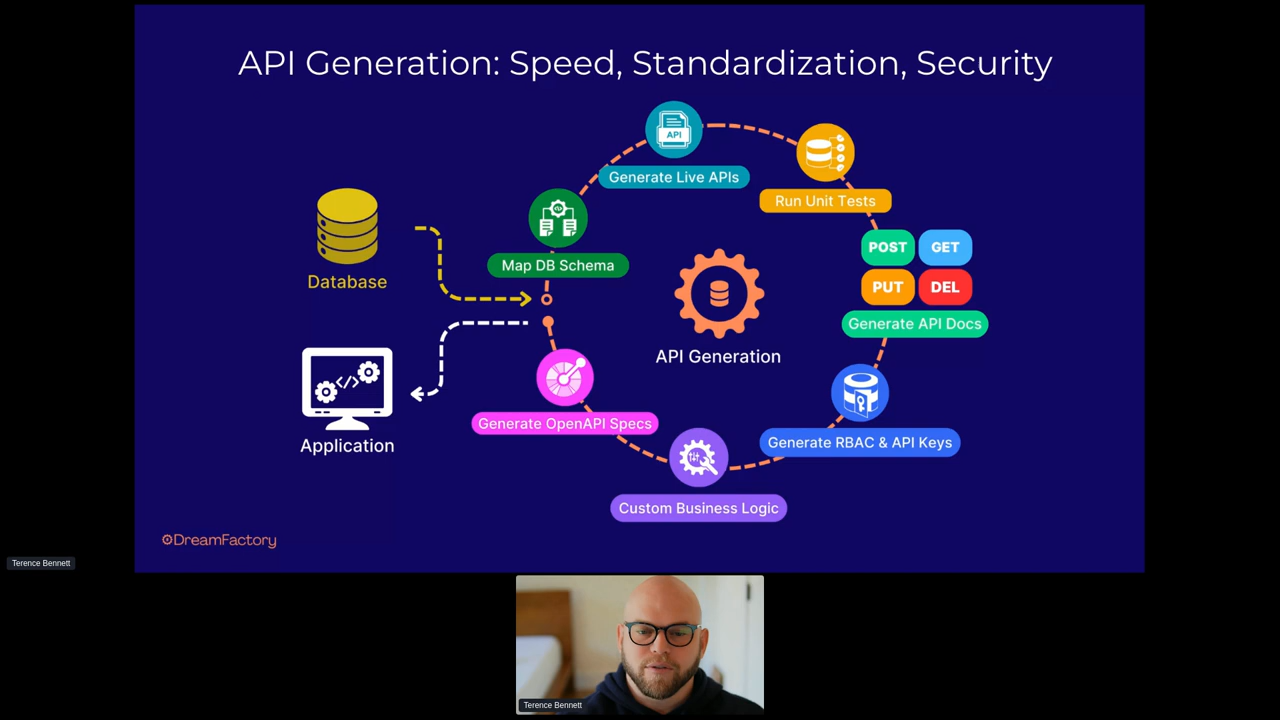 API Generation: Speed, Standardization, Security
API
Generate Live APIs
Run Unit Tests
Map DB Schema
Database
POST
GET
PUT
DEL
Generate API Docs
API Generation
Generate OpenAPI Specs
Application
</>
Generate RBAC & API Keys
Custom Business Logic
DreamFactory
Terence Bennett
Terence Bennett